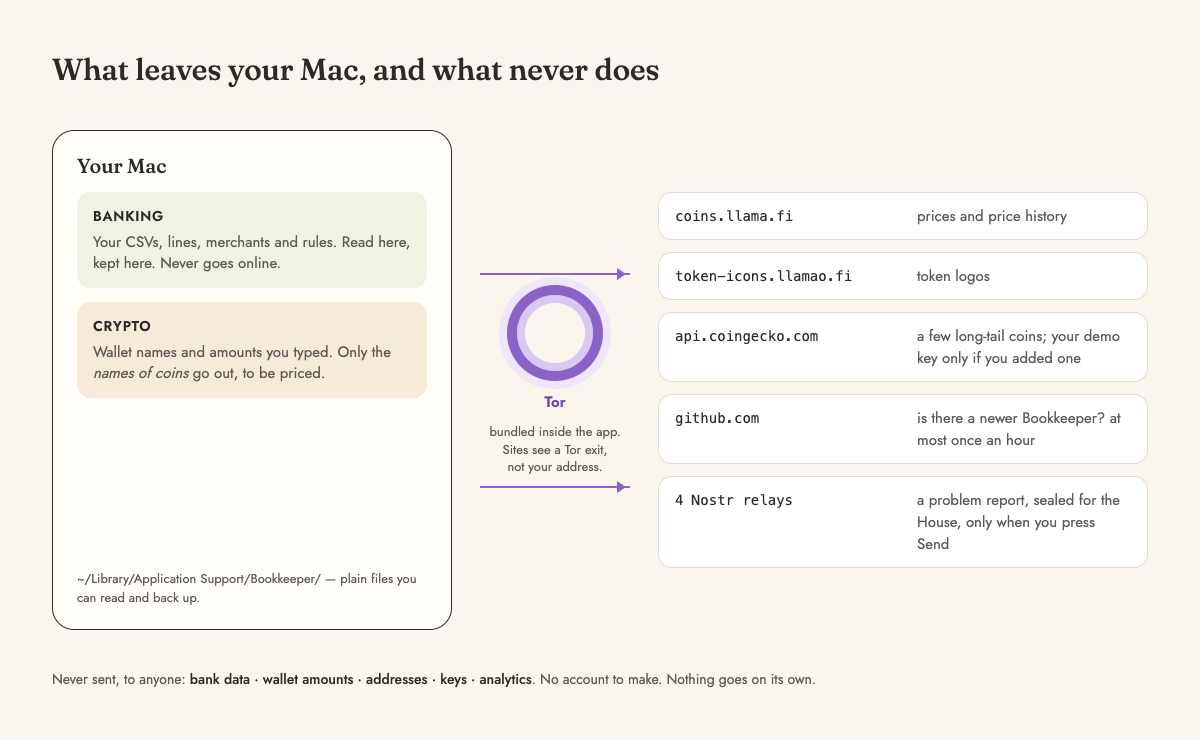 What leaves your Mac, and what never does
Your Mac
BANKING
Your CSVs, lines, merchants and rules. Read here,
kept here. Never goes online.
CRYPTO
Wallet names and amounts you typed. Only the
names of coins go out, to be priced.
~/Library/Application Support/Bookkeeper/ — plain files you
can read and back up.
Tor
bundled inside the app.
Sites see a Tor exit,
not your address.
coins.llama.fi
prices and price history
token-icons.llamao.fi
token logos
api.coingecko.com
a few long-tail coins; your demo
key only if you added one
github.com
is there a newer Bookkeeper? at
most once an hour
4 Nostr relays
a problem report, sealed for the
House, only when you press
Send
Never sent, to anyone: bank data · wallet amounts · addresses · keys · analytics. No account to make. Nothing goes on its own.